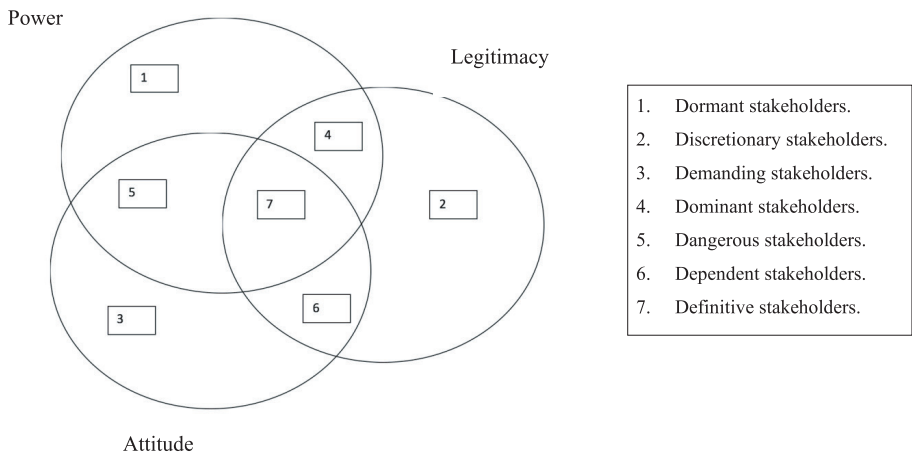 Power
Legitimacy
1
4
5
7
2
6
3
Attitude
1. Dormant stakeholders.
2. Discretionary stakeholders.
3. Demanding stakeholders.
4. Dominant stakeholders.
5. Dangerous stakeholders.
6. Dependent stakeholders.
7. Definitive stakeholders.